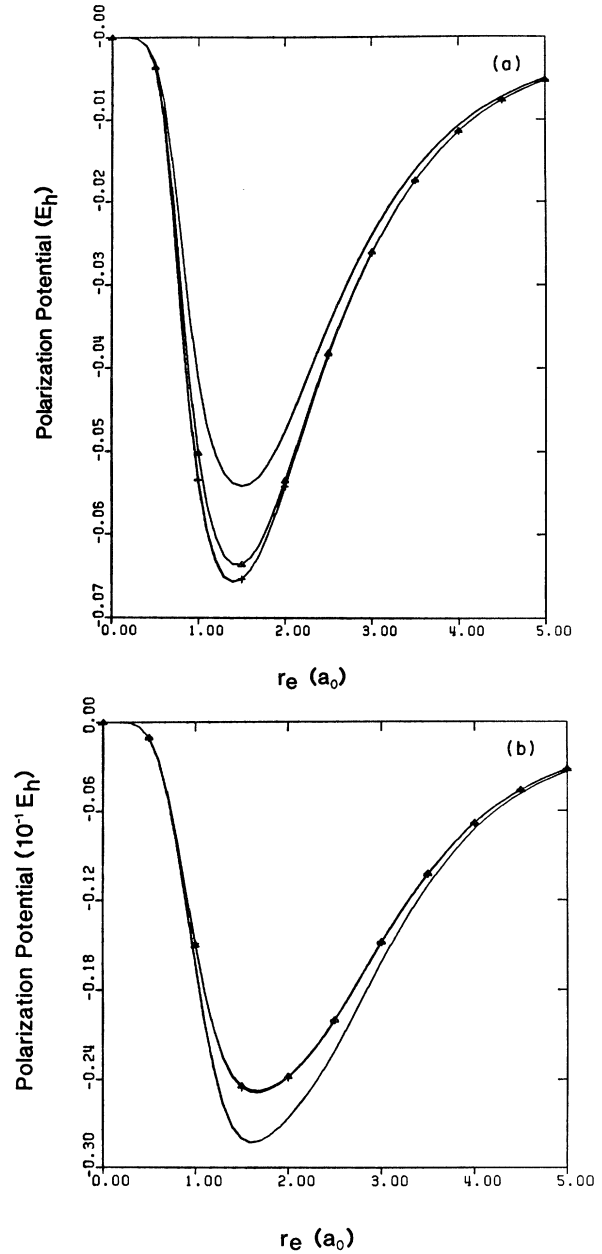 (a)
-0.00
-0.01
-0.02
-0.03
-0.04
-0.05
-0.06
-0.07
Polarization Potential (Eh)
0.00 1.00 2.00 3.00 4.00 5.00
re (a0)
(b)
0.00
-0.06
-0.12
-0.18
-0.24
-0.30
Polarization Potential (10⁻¹ Eh)
0.00 1.00 2.00 3.00 4.00 5.00
re (a0)